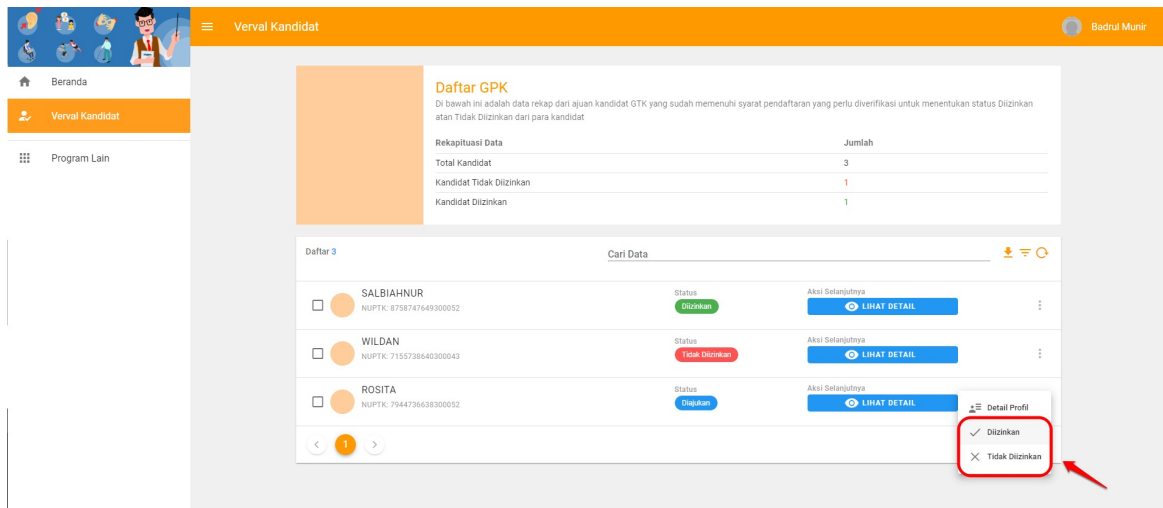 Verval Kandidat
Badrul Munir
Beranda
Verval Kandidat
Program Lain
Daftar GPK
Di bawah ini adalah data rekap dari ajuan kandidat GTK yang sudah memenuhi syarat pendaftaran yang perlu diverifikasi untuk menentukan status Diizinkan
atan Tidak Diizinkan dari para kandidat
Rekapituasi Data Jumlah
Total Kandidat 3
Kandidat Tidak Diizinkan 1
Kandidat Diizinkan 1
Daftar 3 Cari Data
SALBIAHNUR Status Aksi Selanjutnya
NUPTK: 8758747649300052 Diizinkan LIHAT DETAIL
WILDAN Status Aksi Selanjutnya
NUPTK: 7155738640300043 Tidak Diizinkan LIHAT DETAIL
ROSITA Status Aksi Selanjutnya
NUPTK: 7944736638300052 Diajukan LIHAT DETAIL
Detail Profil
Diizinkan
Tidak Diizinkan
1